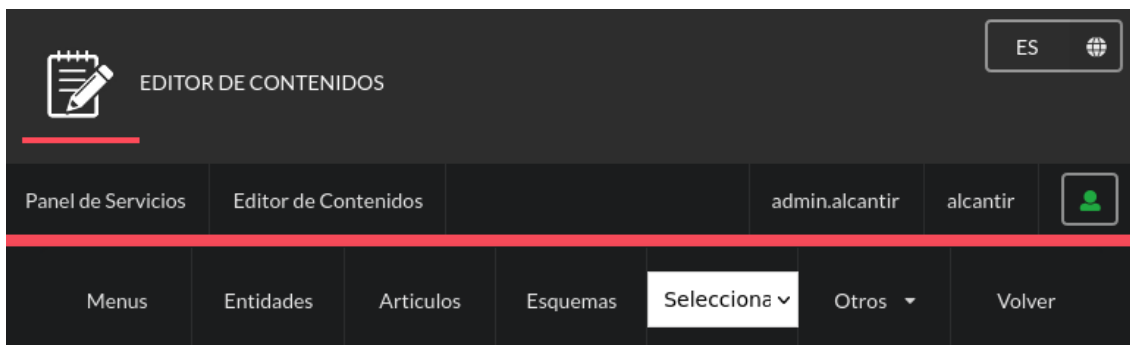 ES
EDITOR DE CONTENIDOS
Panel de Servicios Editor de Contenidos admin.alcantir alcantir
Menus Entidades Articulos Esquemas Selecciona Otros Volver